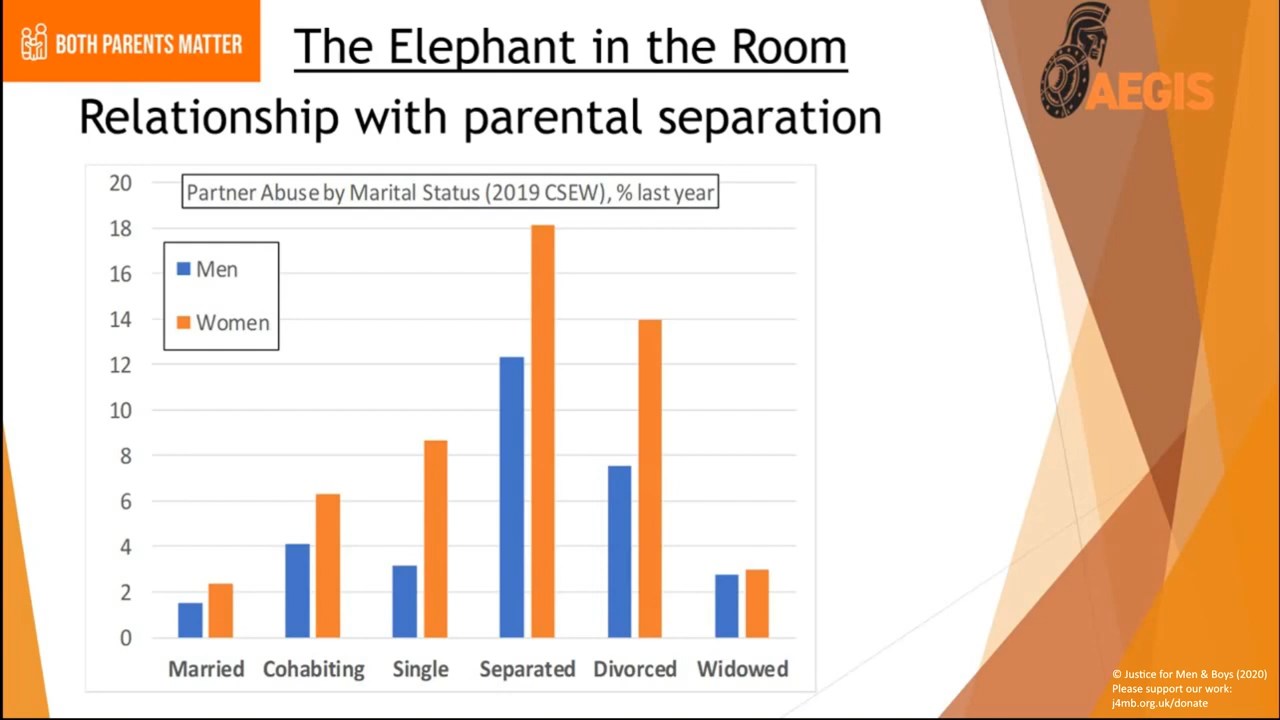 BOTH PARENTS MATTER
The Elephant in the Room
AEGIS
Relationship with parental separation
Partner Abuse by Marital Status (2019 CSEW), % last year
Men
Women
20
18
16
14
12
10
8
6
4
2
0
Married Cohabiting Single Separated Divorced Widowed
© Justice for Men & Boys (2020)
Please support our work:
j4mb.org.uk/donate